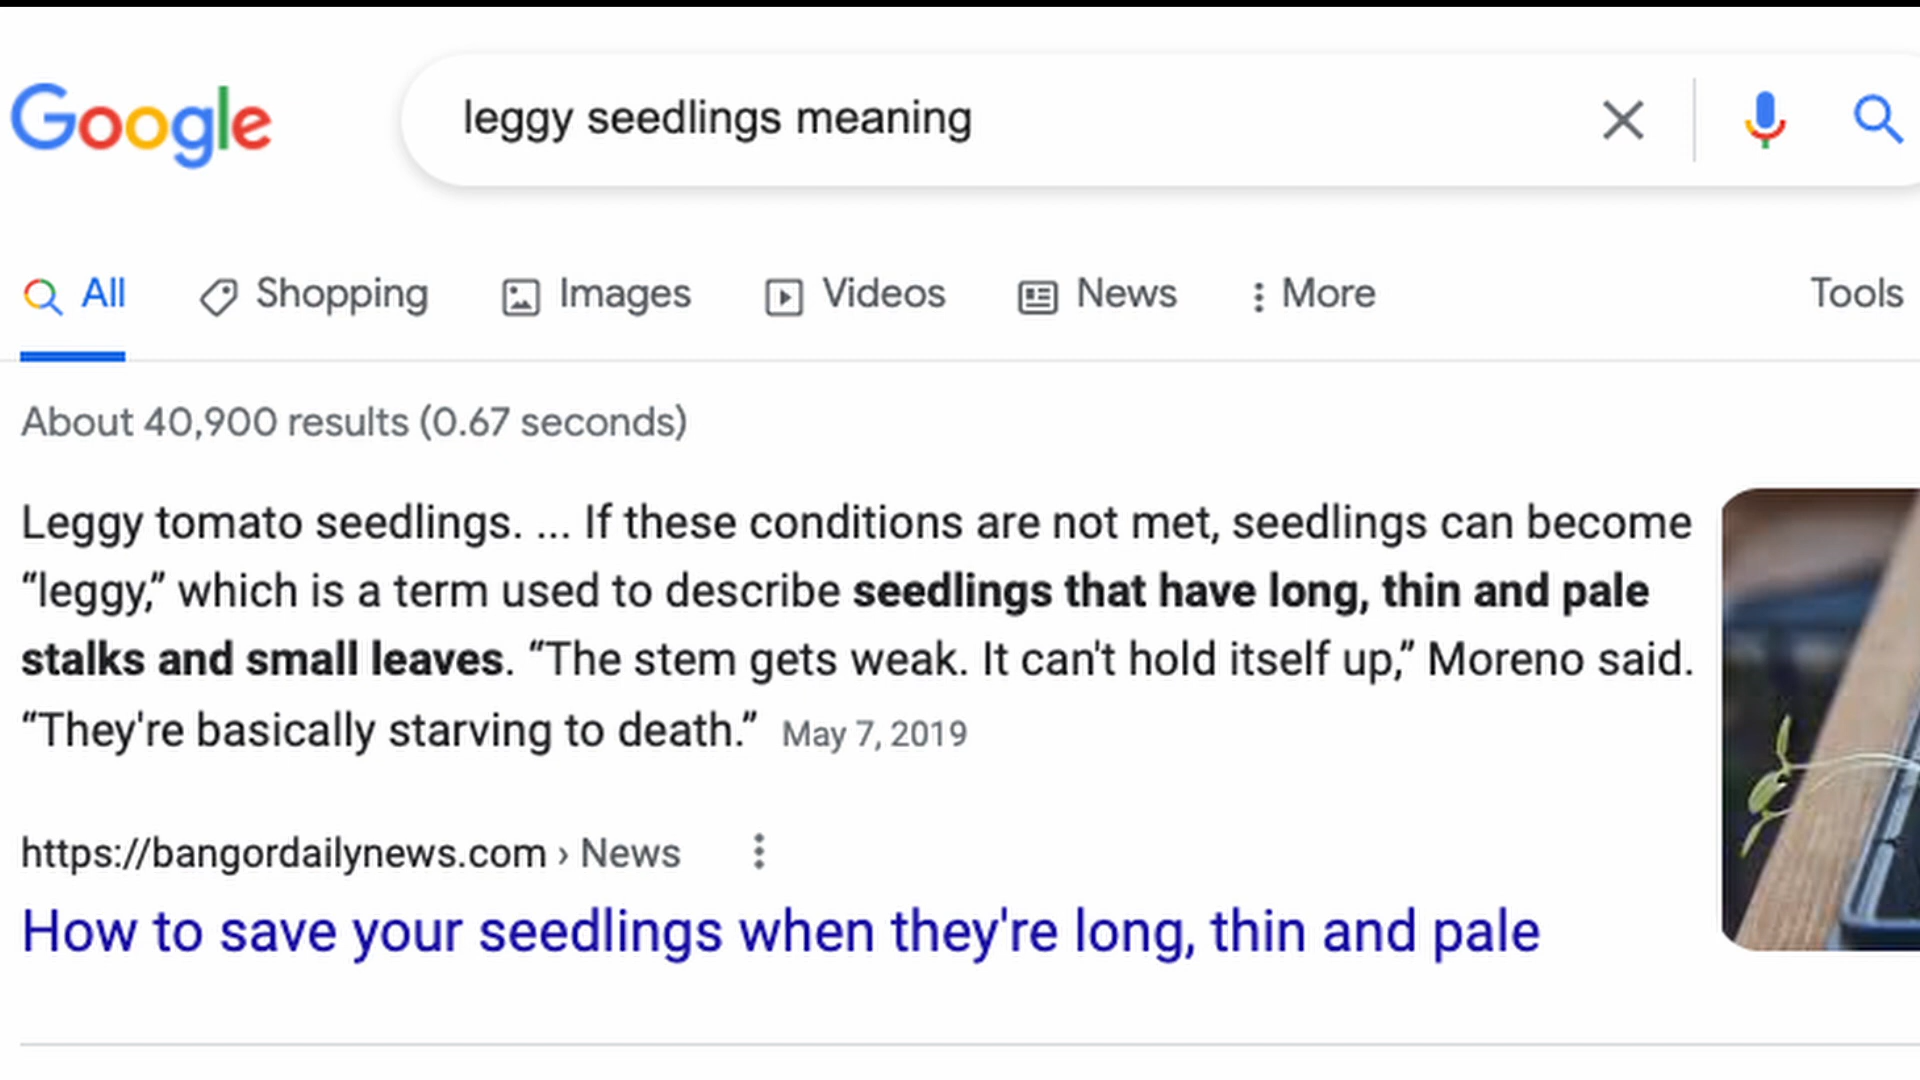 Google
leggy seedlings meaning
All Shopping Images Videos News More Tools
About 40,900 results (0.67 seconds)
Leggy tomato seedlings. ... If these conditions are not met, seedlings can become
“leggy,” which is a term used to describe seedlings that have long, thin and pale
stalks and small leaves. “The stem gets weak. It can't hold itself up,” Moreno said.
“They're basically starving to death.” May 7, 2019
https://bangordailynews.com › News
How to save your seedlings when they're long, thin and pale